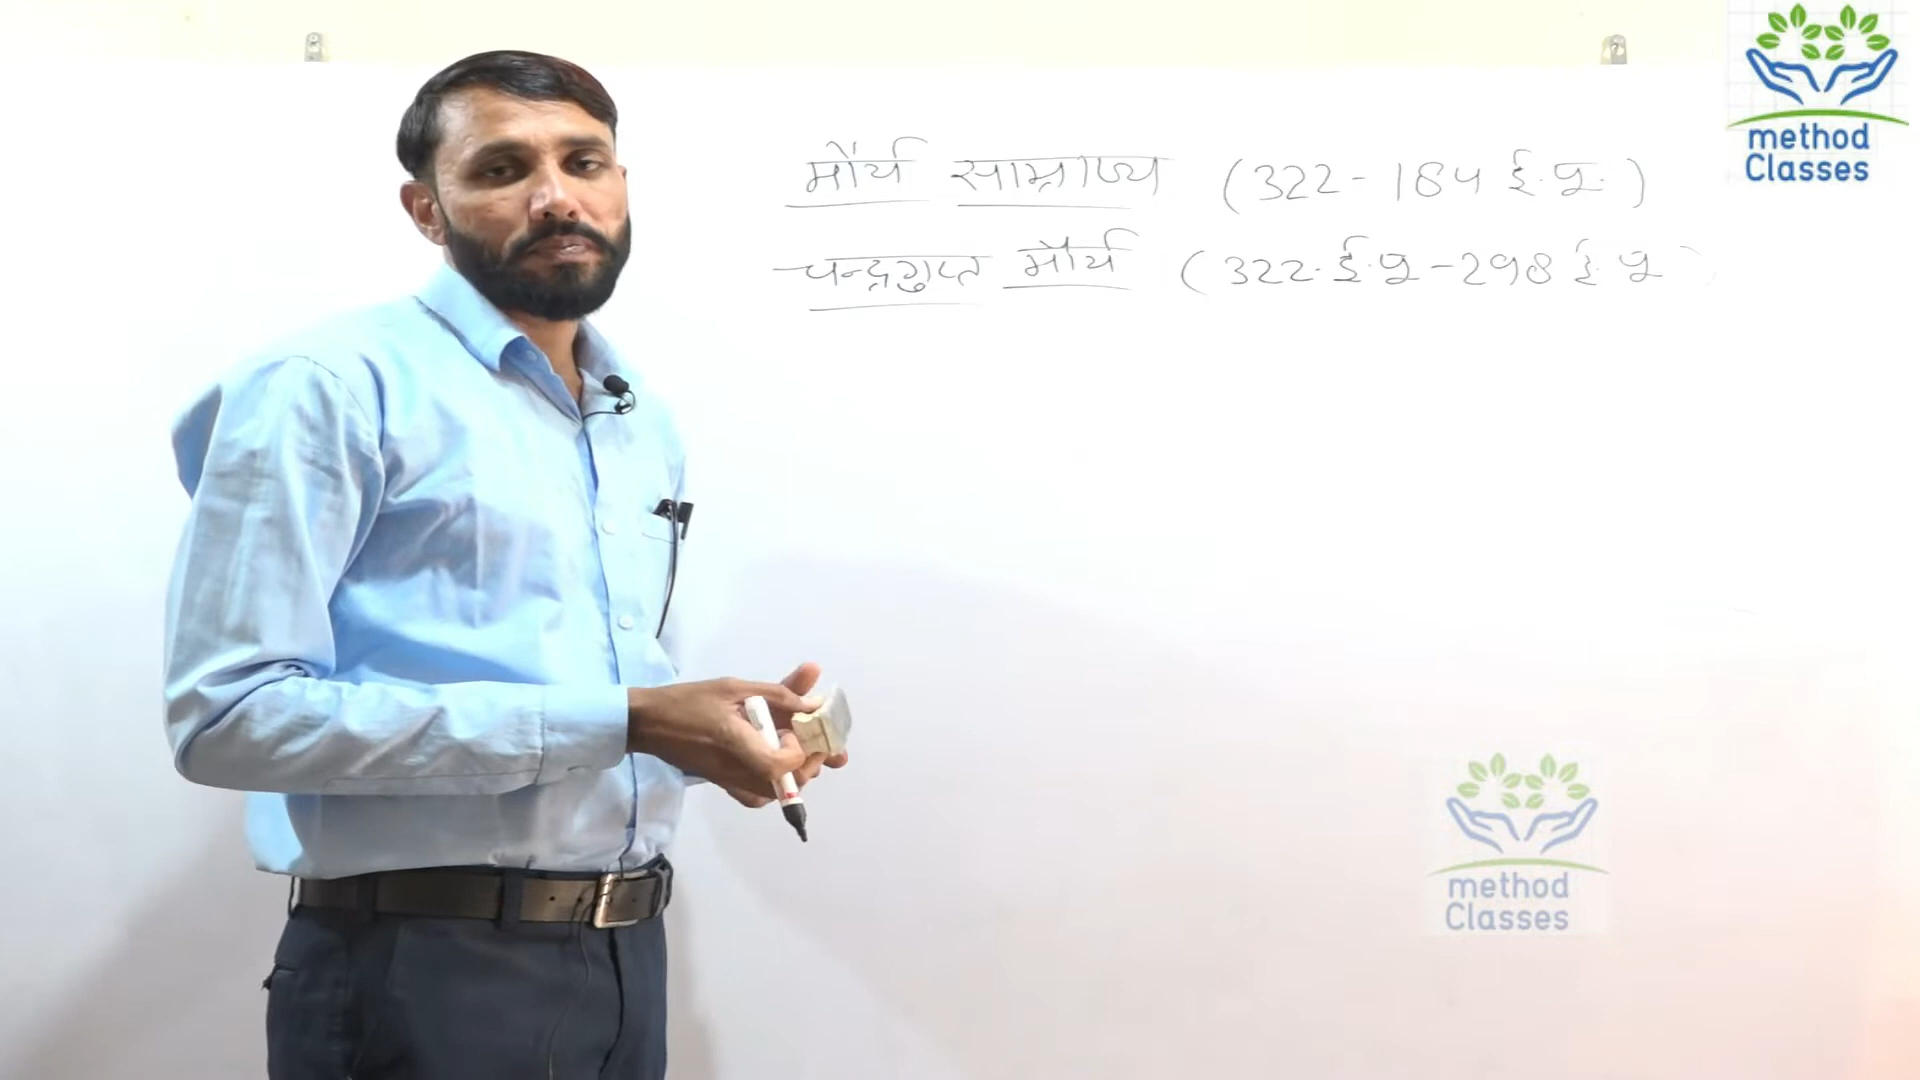 method
Classes
मौर्य साम्राज्य (322 - 184 ई.पू.)
चन्द्रगुप्त मौर्य (322. ई.पू - 298 ई.पू)
method
Classes